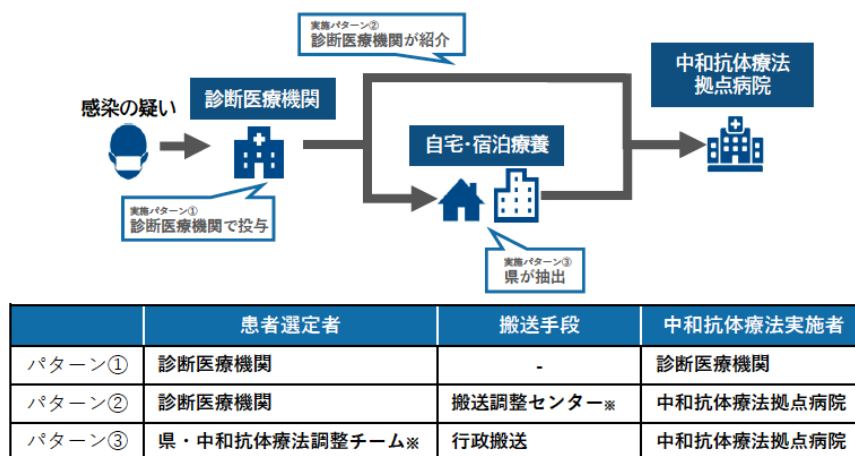 実施パターン②
診断医療機関が紹介
中和抗体療法
拠点病院
診断医療機関
感染の疑い
自宅・宿泊療養
実施パターン①
診断医療機関で投与
実施パターン③
県が抽出
患者選定者 搬送手段 中和抗体療法実施者
パターン① 診断医療機関 - 診断医療機関
パターン② 診断医療機関 搬送調整センター※ 中和抗体療法拠点病院
パターン③ 県・中和抗体療法調整チーム※ 行政搬送 中和抗体療法拠点病院